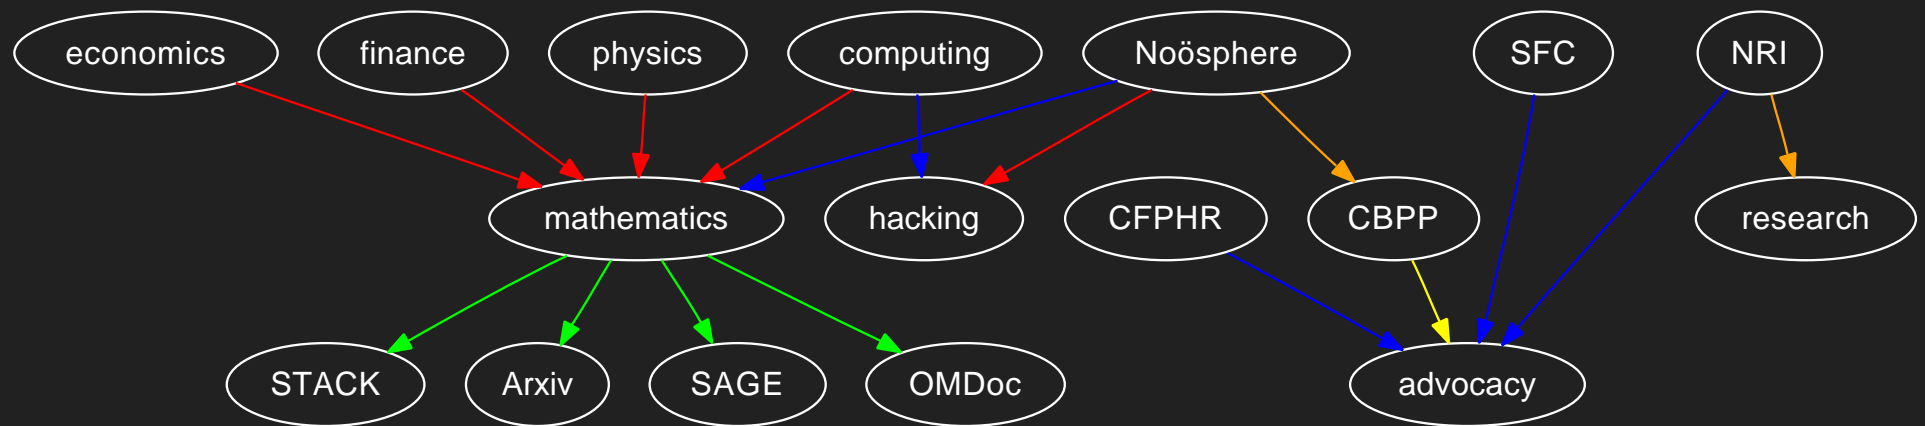 economics
finance
physics
computing
Noösphere
SFC
NRI
mathematics
hacking
CFPHR
CBPP
research
STACK
Arxiv
SAGE
OMDoc
advocacy